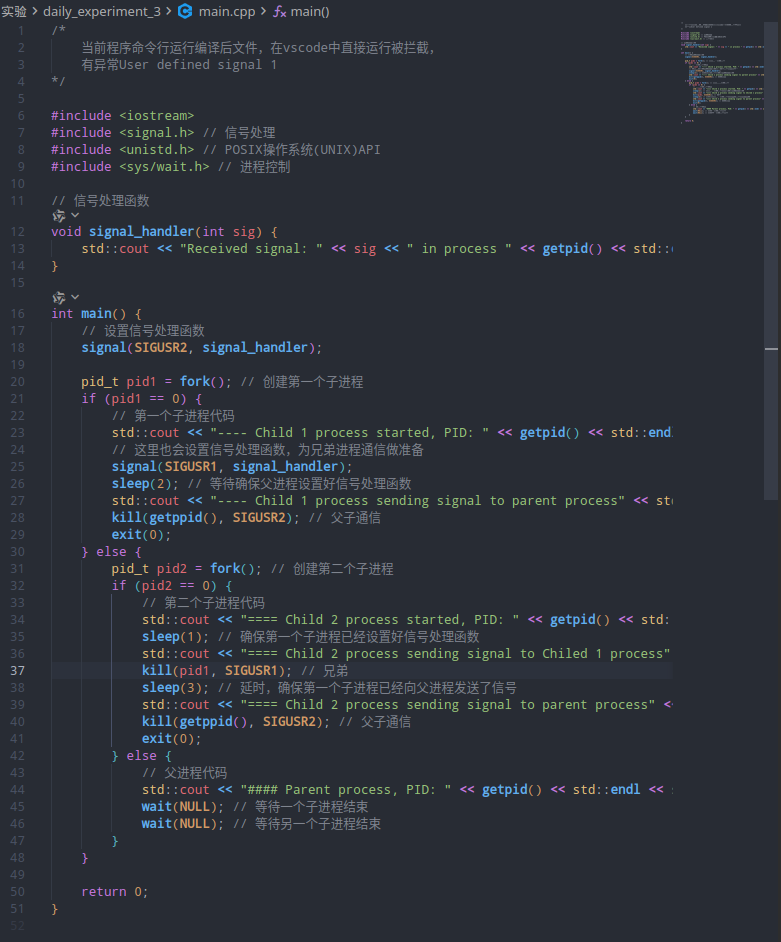 实验 > daily_experiment_3 > main.cpp > main()
1 /*
2     当前程序命令行运行编译后文件，在vscode中直接运行被拦截，
3     有异常User defined signal 1
4 */
5
6 #include <iostream>
7 #include <signal.h> // 信号处理
8 #include <unistd.h> // POSIX操作系统(UNIX)API
9 #include <sys/wait.h> // 进程控制
10
11 // 信号处理函数
12 void signal_handler(int sig) {
13     std::cout << "Received signal: " << sig << " in process " << getpid() << std::
14 }
15
16 int main() {
17     // 设置信号处理函数
18     signal(SIGUSR2, signal_handler);
19
20     pid_t pid1 = fork(); // 创建第一个子进程
21     if (pid1 == 0) {
22         // 第一个子进程代码
23         std::cout << "---- Child 1 process started, PID: " << getpid() << std::endl
24         // 这里也会设置信号处理函数，为兄弟进程通信做准备
25         signal(SIGUSR1, signal_handler);
26         sleep(2); // 等待确保父进程设置好信号处理函数
27         std::cout << "---- Child 1 process sending signal to parent process" << st
28         kill(getppid(), SIGUSR2); // 父子通信
29         exit(0);
30     } else {
31         pid_t pid2 = fork(); // 创建第二个子进程
32         if (pid2 == 0) {
33             // 第二个子进程代码
34             std::cout << "==== Child 2 process started, PID: " << getpid() << std:
35             sleep(1); // 确保第一个子进程已经设置好信号处理函数
36             std::cout << "==== Child 2 process sending signal to Chiled 1 process"
37             kill(pid1, SIGUSR1); // 兄弟
38             sleep(3); // 延时，确保第一个子进程已经向父进程发送了信号
39             std::cout << "==== Child 2 process sending signal to parent process" <
40             kill(getppid(), SIGUSR2); // 父子通信
41             exit(0);
42         } else {
43             // 父进程代码
44             std::cout << "#### Parent process, PID: " << getpid() << std::endl <<
45             wait(NULL); // 等待一个子进程结束
46             wait(NULL); // 等待另一个子进程结束
47         }
48     }
49
50     return 0;
51 }
52